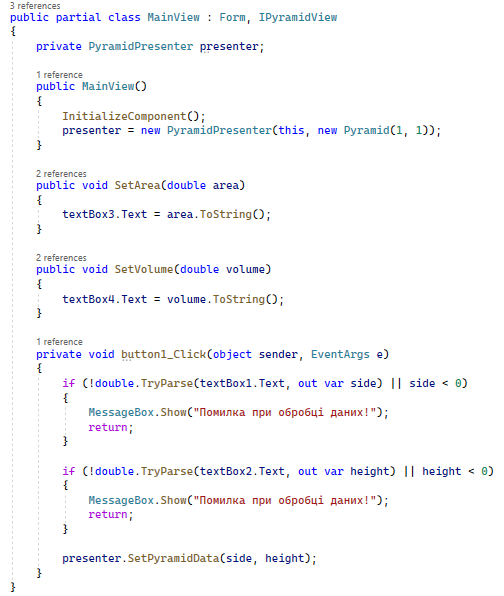 3 references
public partial class MainView : Form, IPyramidView
{
    private PyramidPresenter presenter;
    1 reference
    public MainView()
    {
        InitializeComponent();
        presenter = new PyramidPresenter(this, new Pyramid(1, 1));
    }
    2 references
    public void SetArea(double area)
    {
        textBox3.Text = area.ToString();
    }
    2 references
    public void SetVolume(double volume)
    {
        textBox4.Text = volume.ToString();
    }
    1 reference
    private void button1_Click(object sender, EventArgs e)
    {
        if (!double.TryParse(textBox1.Text, out var side) || side < 0)
        {
            MessageBox.Show("Помилка при обробці даних!");
            return;
        }
        if (!double.TryParse(textBox2.Text, out var height) || height < 0)
        {
            MessageBox.Show("Помилка при обробці даних!");
            return;
        }
        presenter.SetPyramidData(side, height);
    }
}